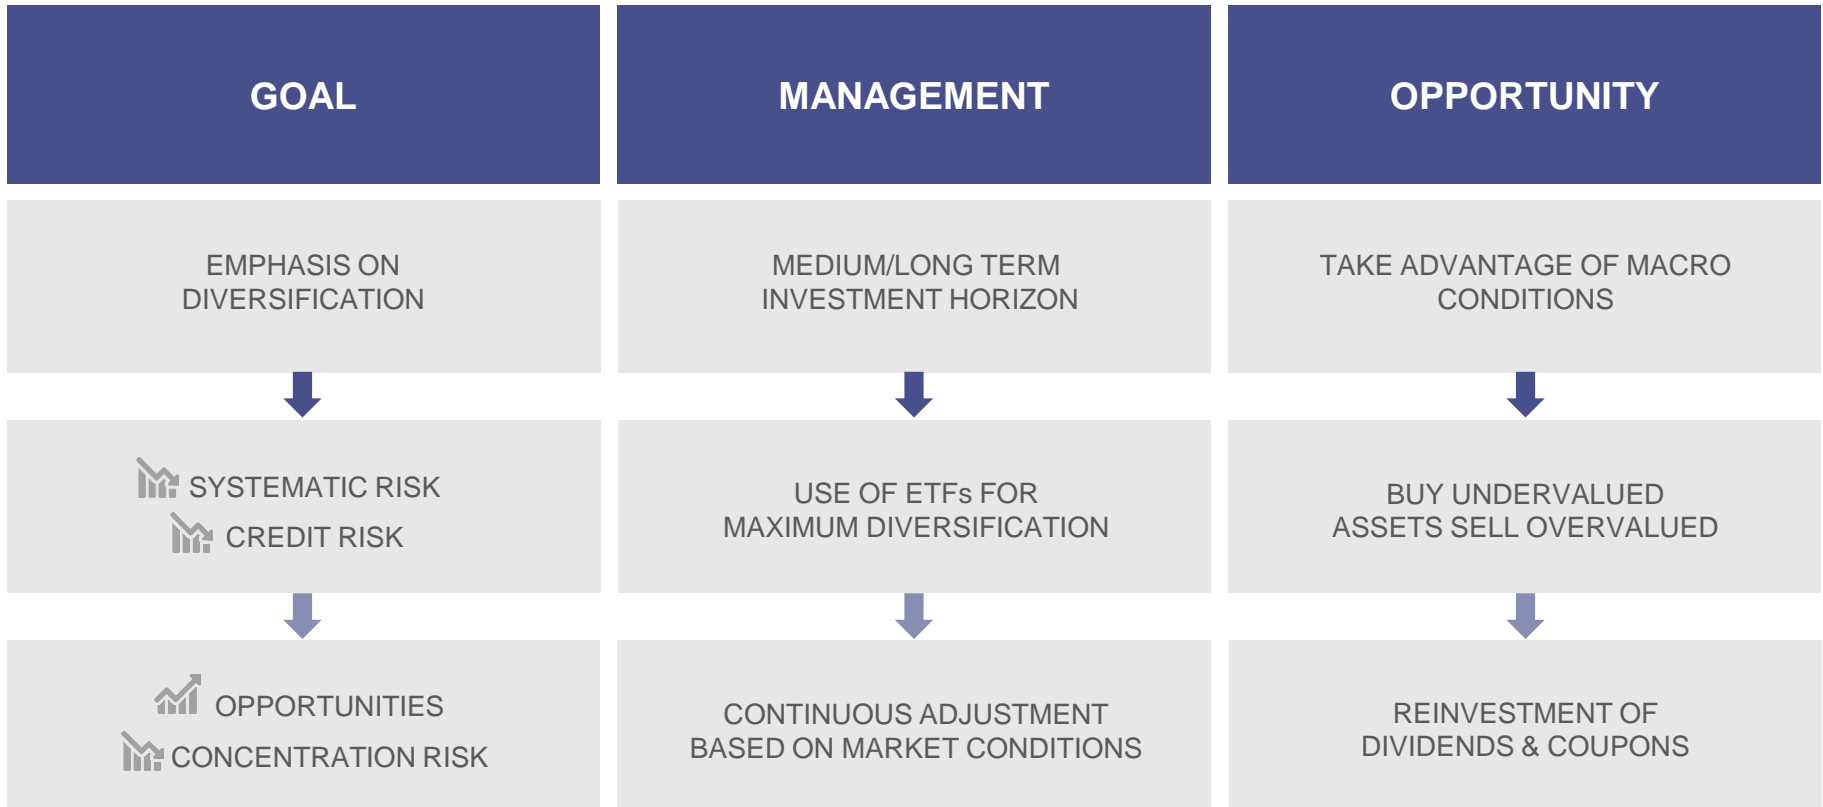 GOAL
MANAGEMENT
OPPORTUNITY
EMPHASIS ON
DIVERSIFICATION
MEDIUM/LONG TERM
INVESTMENT HORIZON
TAKE ADVANTAGE OF MACRO
CONDITIONS
SYSTEMATIC RISK
CREDIT RISK
USE OF ETFs FOR
MAXIMUM DIVERSIFICATION
BUY UNDERVALUED
ASSETS SELL OVERVALUED
OPPORTUNITIES
CONCENTRATION RISK
CONTINUOUS ADJUSTMENT
BASED ON MARKET CONDITIONS
REINVESTMENT OF
DIVIDENDS & COUPONS